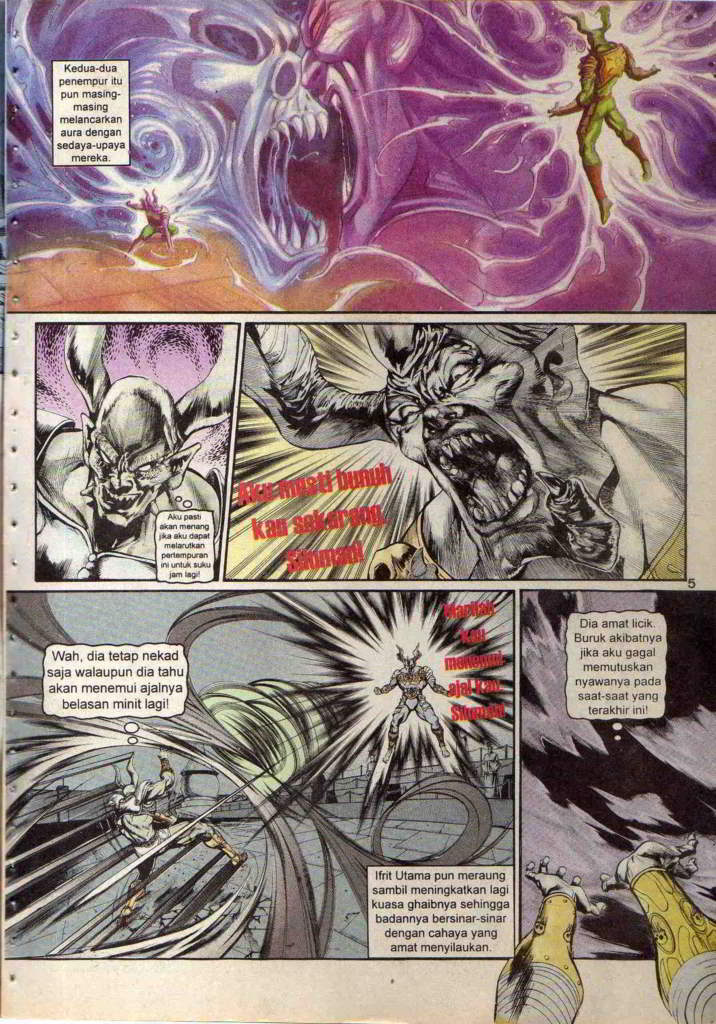 Kedua-dua
penempur itu
pun masing-
masing
melancarkan
aura dengan
sedaya-upaya
mereka.
Aku pasti
akan menang
jika aku dapat
melarutkan
pertempuran
ini untuk suku
jam lagi!
Aku mesti bunuh
kau sekarang,
Siluman!
5
Wah, dia tetap nekad
saja walaupun dia tahu
akan menemui ajalnya
belasan minit lagi!
Marilah
kau
menemui
ajal kau
Siluman!
Ifrit Utama pun meraung
sambil meningkatkan lagi
kuasa ghaibnya sehingga
badannya bersinar-sinar
dengan cahaya yang
amat menyilaukan.
Dia amat licik.
Buruk akibatnya
jika aku gagal
memutuskan
nyawanya pada
saat-saat yang
terakhir ini!